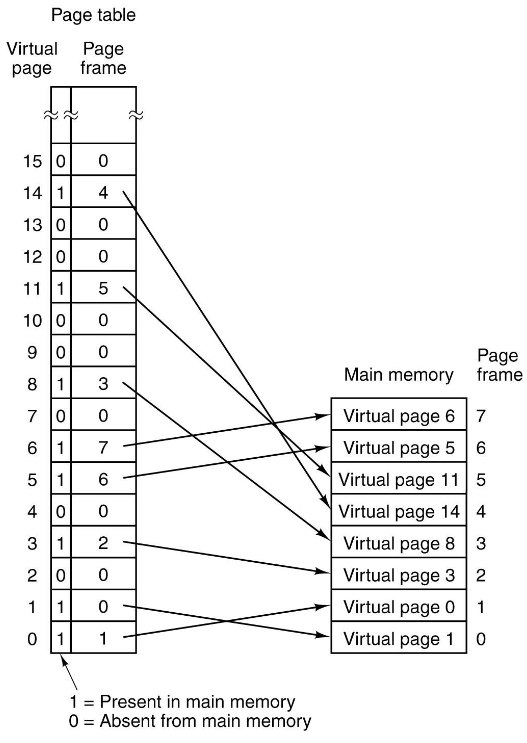 Page table
Virtual page
Page frame
15 0 0
14 1 4
13 0 0
12 0 0
11 1 5
10 0 0
9 0 0
8 1 3
7 0 0
6 1 7
5 1 6
4 0 0
3 1 2
2 0 0
1 1 0
0 1 1
1 = Present in main memory
0 = Absent from main memory
Main memory
Page frame
Virtual page 6 7
Virtual page 5 6
Virtual page 11 5
Virtual page 14 4
Virtual page 8 3
Virtual page 3 2
Virtual page 0 1
Virtual page 1 0